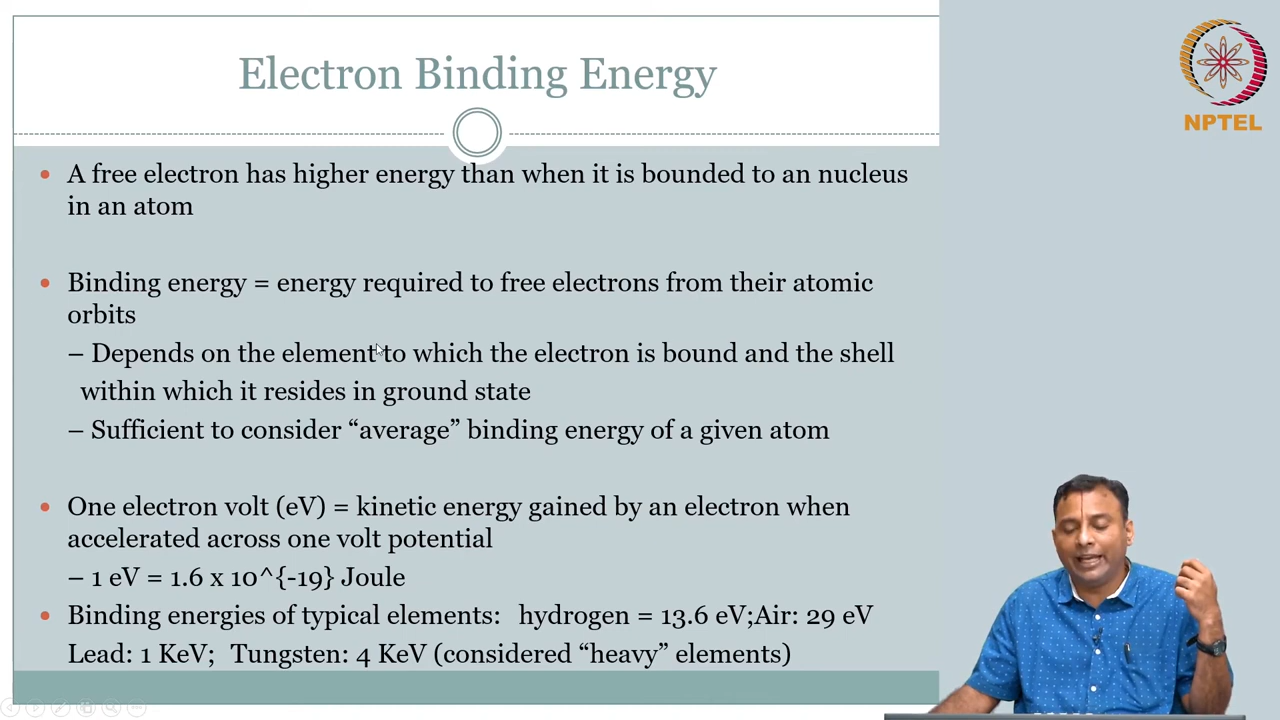 Electron Binding Energy
NPTEL
• A free electron has higher energy than when it is bounded to an nucleus
in an atom
• Binding energy = energy required to free electrons from their atomic
orbits
– Depends on the element to which the electron is bound and the shell
within which it resides in ground state
– Sufficient to consider “average” binding energy of a given atom
• One electron volt (eV) = kinetic energy gained by an electron when
accelerated across one volt potential
– 1 eV = 1.6 x 10^{-19} Joule
• Binding energies of typical elements: hydrogen = 13.6 eV;Air: 29 eV
Lead: 1 KeV; Tungsten: 4 KeV (considered “heavy” elements)